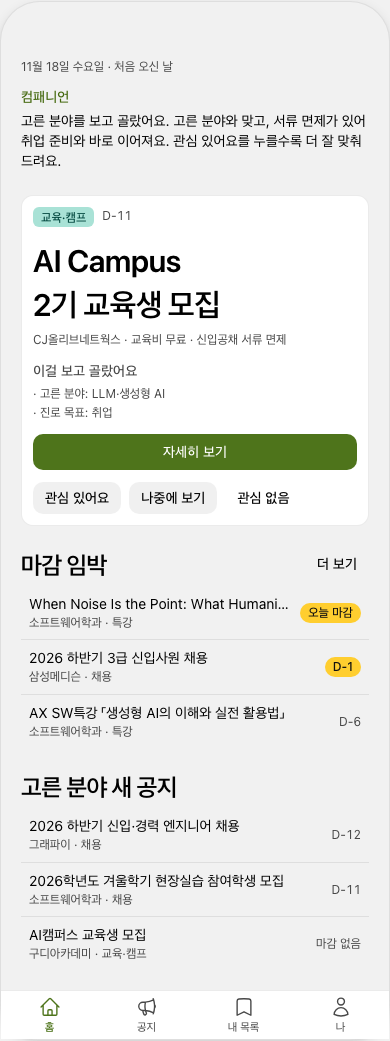 11월 18일 수요일 · 처음 오신 날
컴패니언
고른 분야를 보고 골랐어요. 고른 분야와 맞고, 서류 면제가 있어
취업 준비와 바로 이어져요. 관심 있어요를 누를수록 더 잘 맞춰
드려요.
교육·캠프 D-11
AI Campus
2기 교육생 모집
CJ올리브네트웍스 · 교육비 무료 · 신입공채 서류 면제
이걸 보고 골랐어요
· 고른 분야: LLM·생성형 AI
· 진로 목표: 취업
자세히 보기
관심 있어요 나중에 보기 관심 없음
마감 임박 더 보기
When Noise Is the Point: What Humani... 오늘 마감
소프트웨어학과 · 특강
2026 하반기 3급 신입사원 채용 D-1
삼성메디슨 · 채용
AX SW특강 「생성형 AI의 이해와 실전 활용법」 D-6
소프트웨어학과 · 특강
고른 분야 새 공지
2026 하반기 신입·경력 엔지니어 채용 D-12
그래파이 · 채용
2026학년도 겨울학기 현장실습 참여학생 모집 D-11
소프트웨어학과 · 채용
AI캠퍼스 교육생 모집 마감 없음
구디아카데미 · 교육·캠프
홈 공지 내 목록 나